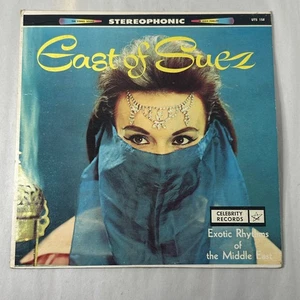 STEREOPHONIC
East of Suez
CELEBRITY
RECORDS
Exotic Rhythms
of
the Middle East